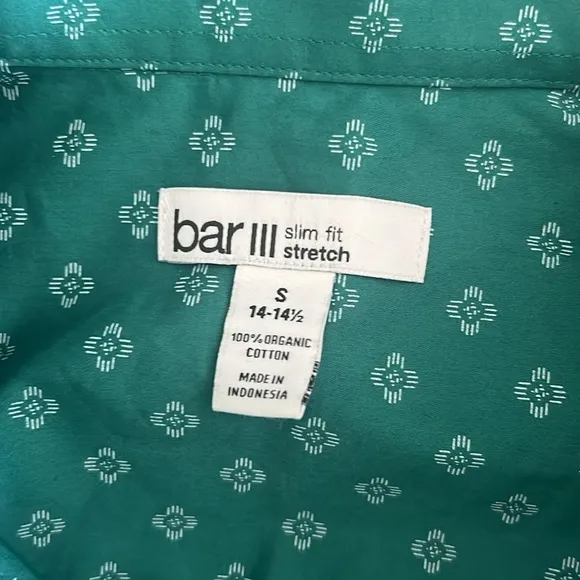 bar III slim fit
stretch
S
14-14½
100% ORGANIC
COTTON
MADE IN
INDONESIA